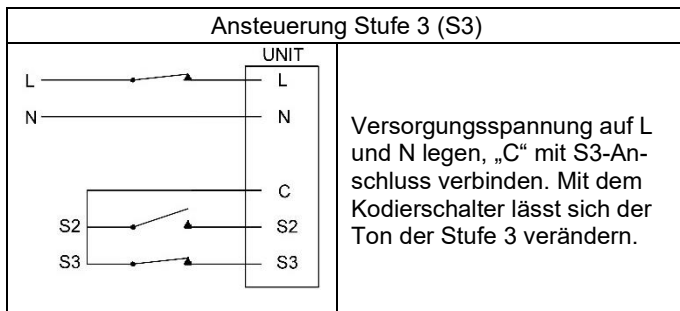 Ansteuerung Stufe 3 (S3)
UNIT
L L
N N
C
S2 S2
S3 S3
Versorgungsspannung auf L
und N legen, „C“ mit S3-An-
schluss verbinden. Mit dem
Kodierschalter lässt sich der
Ton der Stufe 3 verändern.